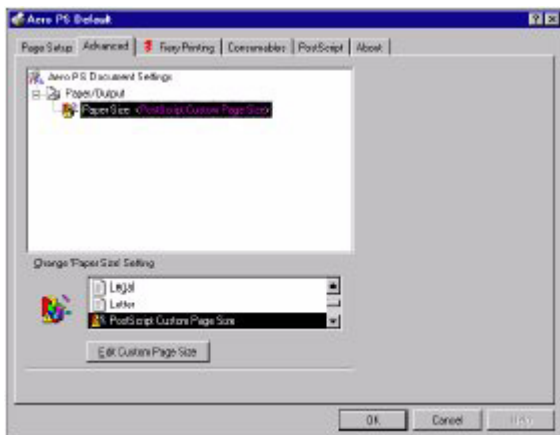 Aero PS Default
Page Setup Advanced Fiery Printing Consumables PostScript About
Aero PS Document Settings
Paper/Output
Paper Size <PostScript Custom Page Size>
Change 'Paper Size' Setting
Legal
Letter
PostScript Custom Page Size
Edit Custom Page Size
OK Cancel Help